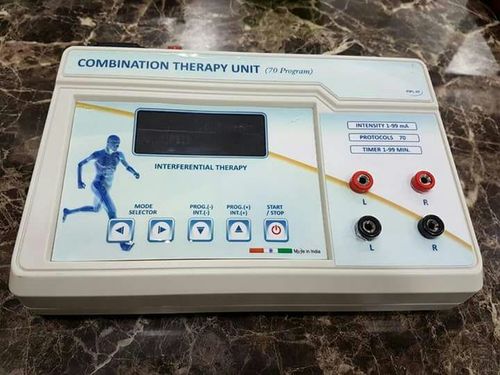 COMBINATION THERAPY UNIT (70 Program)
INTENSITY 1-99 mA
PROTOCOLS 70
TIMER 1-99 MIN.
INTERFERENTIAL THERAPY
L R
MODE SELECTOR
PROG.(-) INT.(-)
PROG.(+) INT.(+)
START / STOP
L R
Made in India